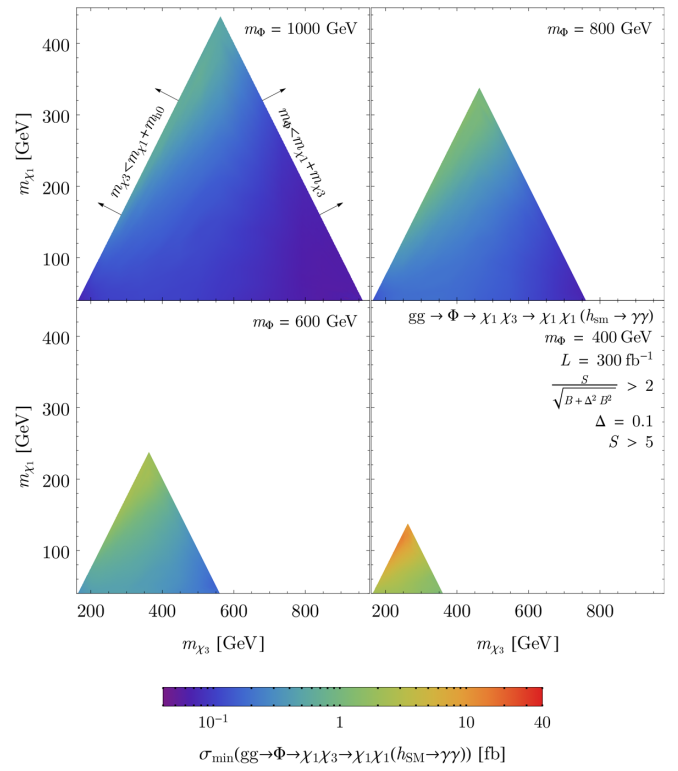 m_Φ = 1000 GeV
m_Φ = 800 GeV
m_χ3 < m_χ1 + m_h0
m_Φ < m_χ1 + m_χ3
m_χ1 [GeV]
400
300
200
100
m_Φ = 600 GeV
gg → Φ → χ1 χ3 → χ1 χ1 (h_sm → γγ)
m_Φ = 400 GeV
L = 300 fb⁻¹
S / √(B + Δ² B²) > 2
Δ = 0.1
S > 5
m_χ1 [GeV]
400
300
200
100
200 400 600 800
200 400 600 800
m_χ3 [GeV]
m_χ3 [GeV]
10⁻¹ 1 10 40
σ_min(gg→Φ→χ1χ3→χ1χ1(h_SM→γγ)) [fb]